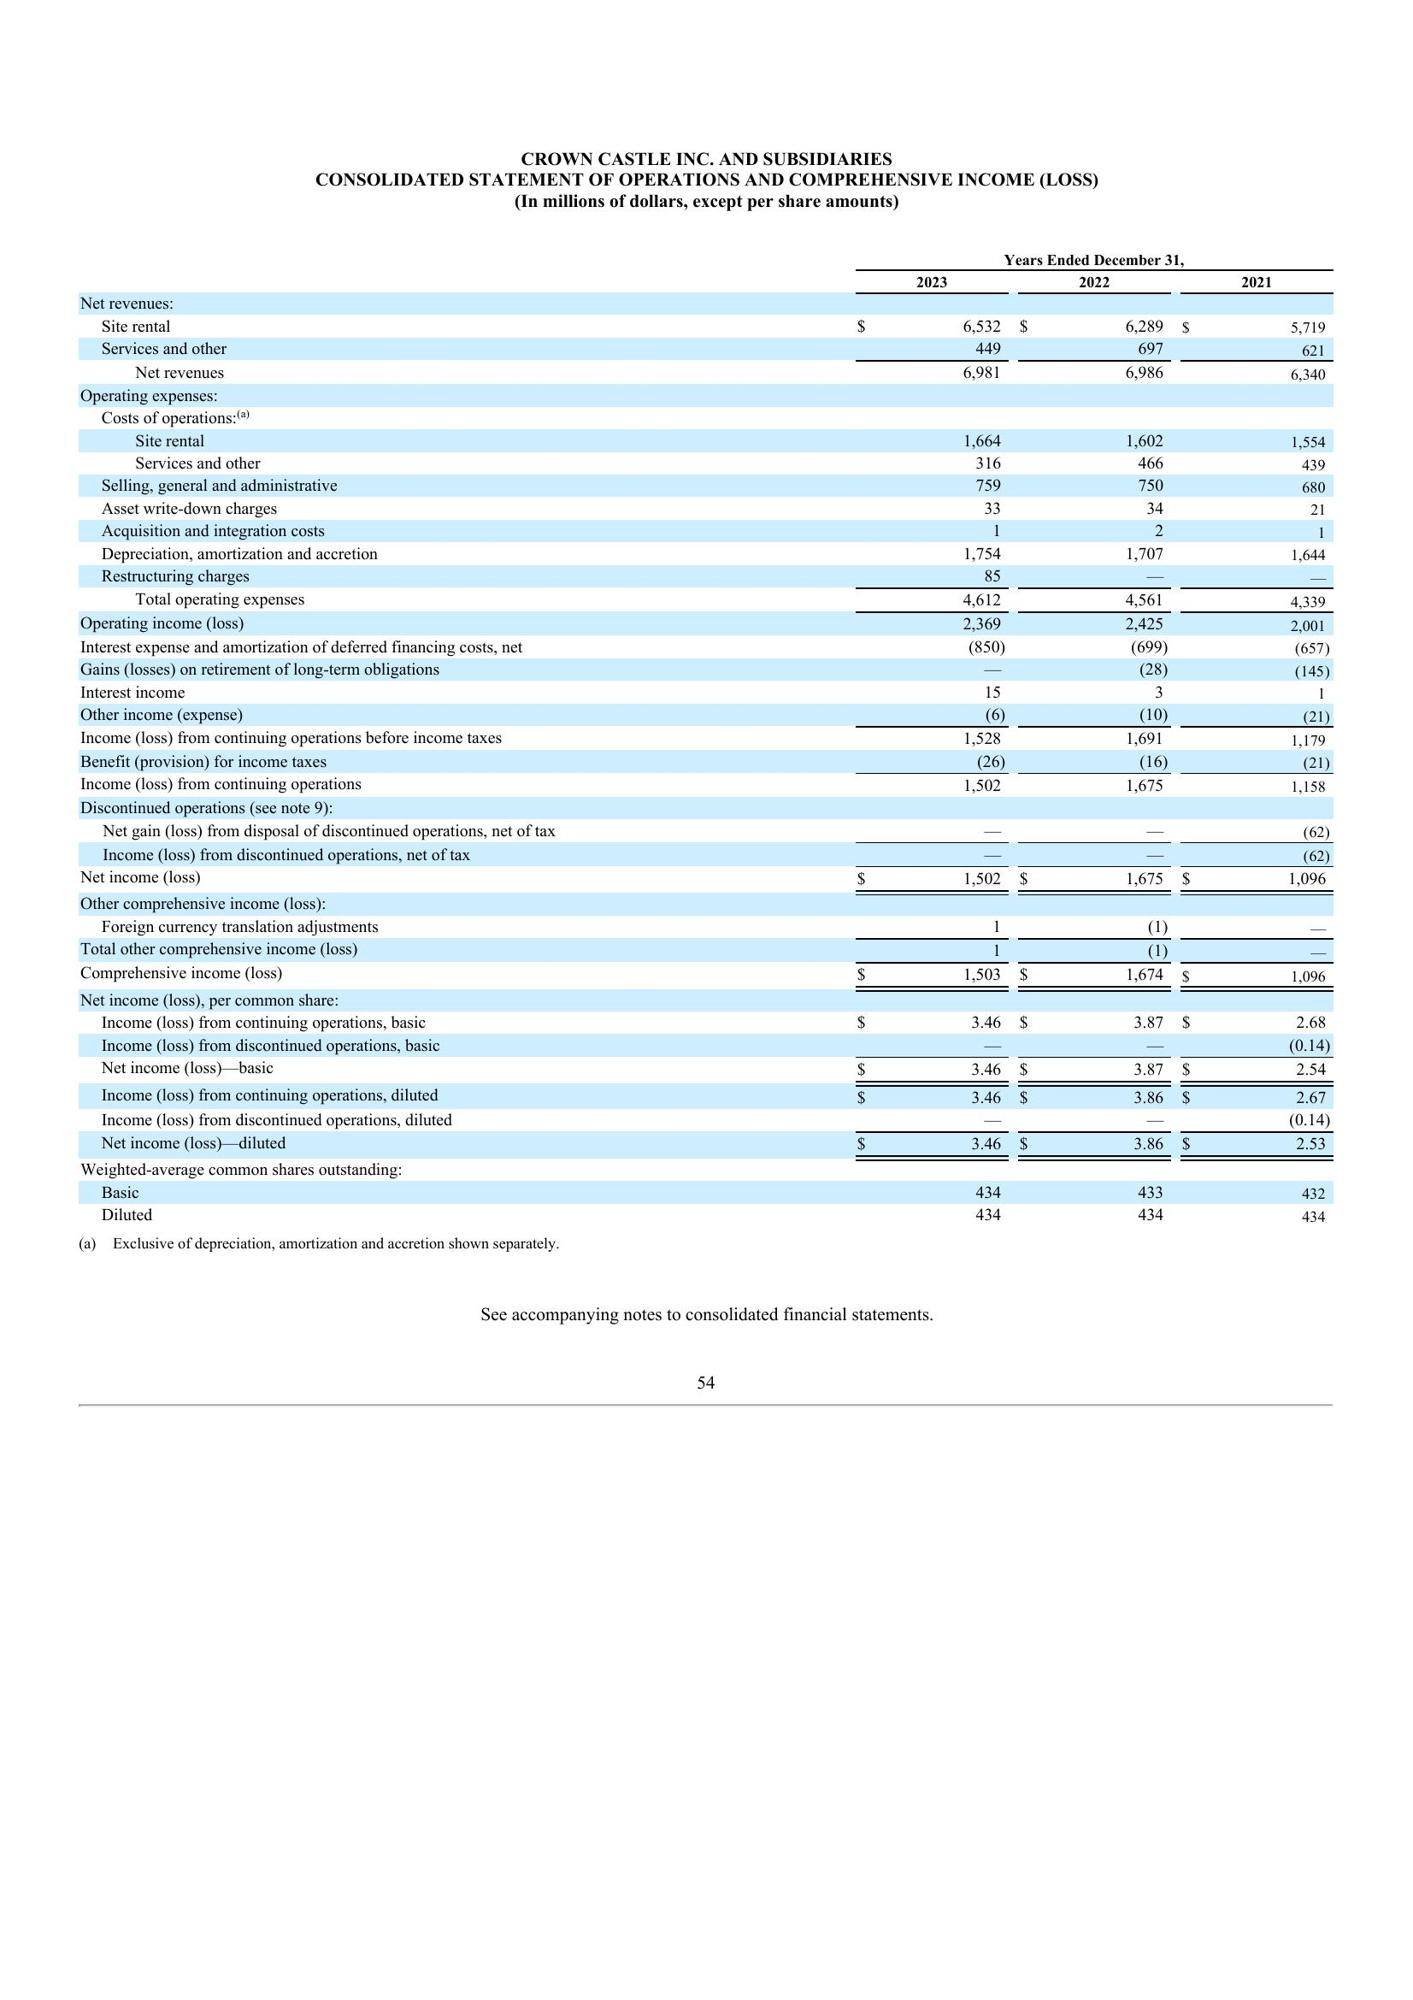 CROWN CASTLE INC. AND SUBSIDIARIES
CONSOLIDATED STATEMENT OF OPERATIONS AND COMPREHENSIVE INCOME (LOSS)
(In millions of dollars, except per share amounts)
Years Ended December 31,
2023 2022 2021
Net revenues:
Site rental $ 6,532 $ 6,289 $ 5,719
Services and other 449 697 621
Net revenues 6,981 6,986 6,340
Operating expenses:
Costs of operations:(a)
Site rental 1,664 1,602 1,554
Services and other 316 466 439
Selling, general and administrative 759 750 680
Asset write-down charges 33 34 21
Acquisition and integration costs 1 2 1
Depreciation, amortization and accretion 1,754 1,707 1,644
Restructuring charges 85 — —
Total operating expenses 4,612 4,561 4,339
Operating income (loss) 2,369 2,425 2,001
Interest expense and amortization of deferred financing costs, net (850) (699) (657)
Gains (losses) on retirement of long-term obligations — (28) (145)
Interest income 15 3 1
Other income (expense) (6) (10) (21)
Income (loss) from continuing operations before income taxes 1,528 1,691 1,179
Benefit (provision) for income taxes (26) (16) (21)
Income (loss) from continuing operations 1,502 1,675 1,158
Discontinued operations (see note 9):
Net gain (loss) from disposal of discontinued operations, net of tax — — (62)
Income (loss) from discontinued operations, net of tax — — (62)
Net income (loss) $ 1,502 $ 1,675 $ 1,096
Other comprehensive income (loss):
Foreign currency translation adjustments 1 (1) —
Total other comprehensive income (loss) 1 (1) —
Comprehensive income (loss) $ 1,503 $ 1,674 $ 1,096
Net income (loss), per common share:
Income (loss) from continuing operations, basic $ 3.46 $ 3.87 $ 2.68
Income (loss) from discontinued operations, basic — — (0.14)
Net income (loss)—basic $ 3.46 $ 3.87 $ 2.54
Income (loss) from continuing operations, diluted $ 3.46 $ 3.86 $ 2.67
Income (loss) from discontinued operations, diluted — — (0.14)
Net income (loss)—diluted $ 3.46 $ 3.86 $ 2.53
Weighted-average common shares outstanding:
Basic 434 433 432
Diluted 434 434 434
(a) Exclusive of depreciation, amortization and accretion shown separately.
See accompanying notes to consolidated financial statements.
54